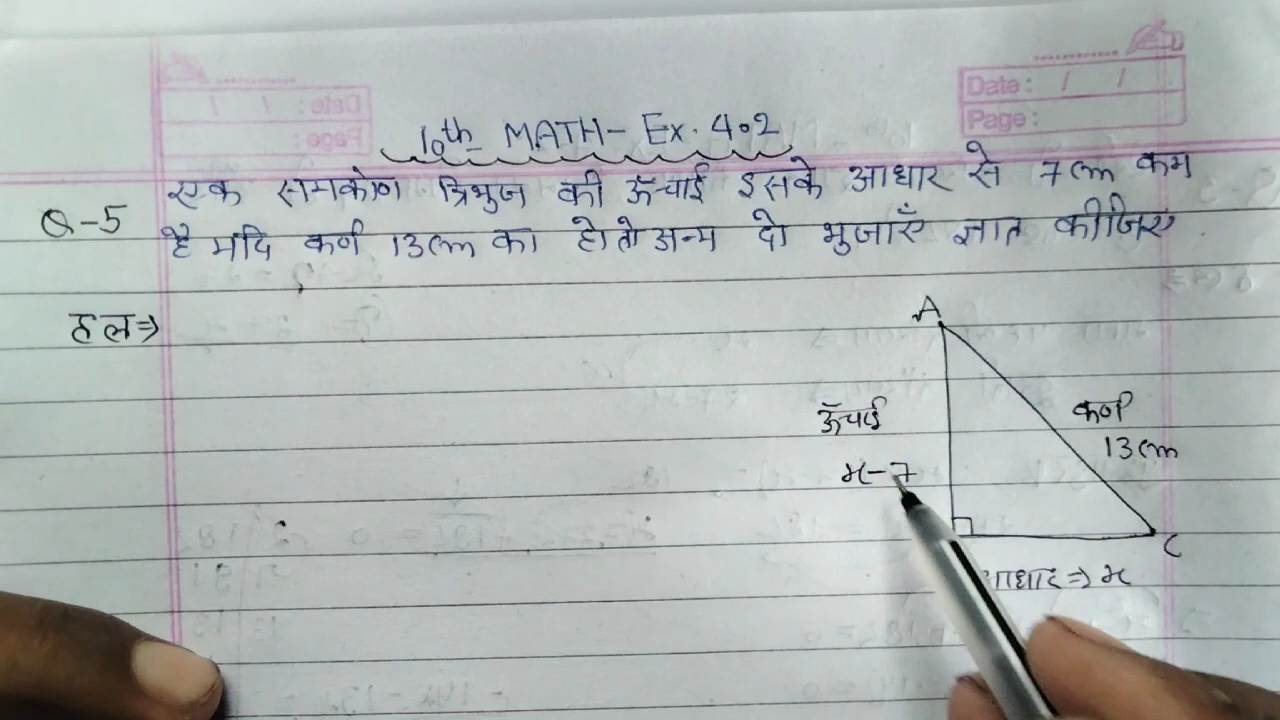 Date: / /
Page:
10th MATH- Ex. 4.2
Q-5 एक समकोण त्रिभुज की ऊँचाई इसके आधार से 7cm कम
है यदि कर्ण 13cm का हो तो अन्य दो भुजाएँ ज्ञात कीजिए
हल⇒
A
ऊँचाई
कर्ण
13cm
x-7
C
आधार⇒ x